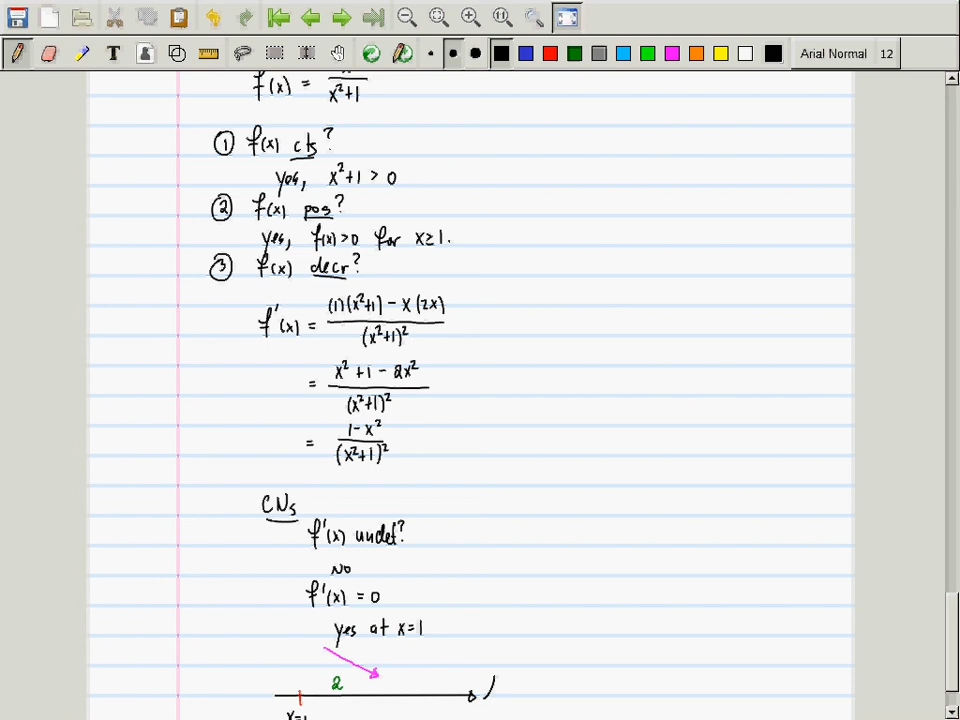 Arial Normal 12
f(x) = x/(x²+1)
① f(x) cts?
yes, x²+1 > 0
② f(x) pos?
yes, f(x)>0 for x≥1.
③ f(x) decr?
f'(x) = ((1)(x²+1) - x(2x))/(x²+1)²
= (x² + 1 - 2x²)/(x²+1)²
= (1-x²)/(x²+1)²
CNs
f'(x) undef?
NO
f'(x) = 0
yes at x=1
2
x=1